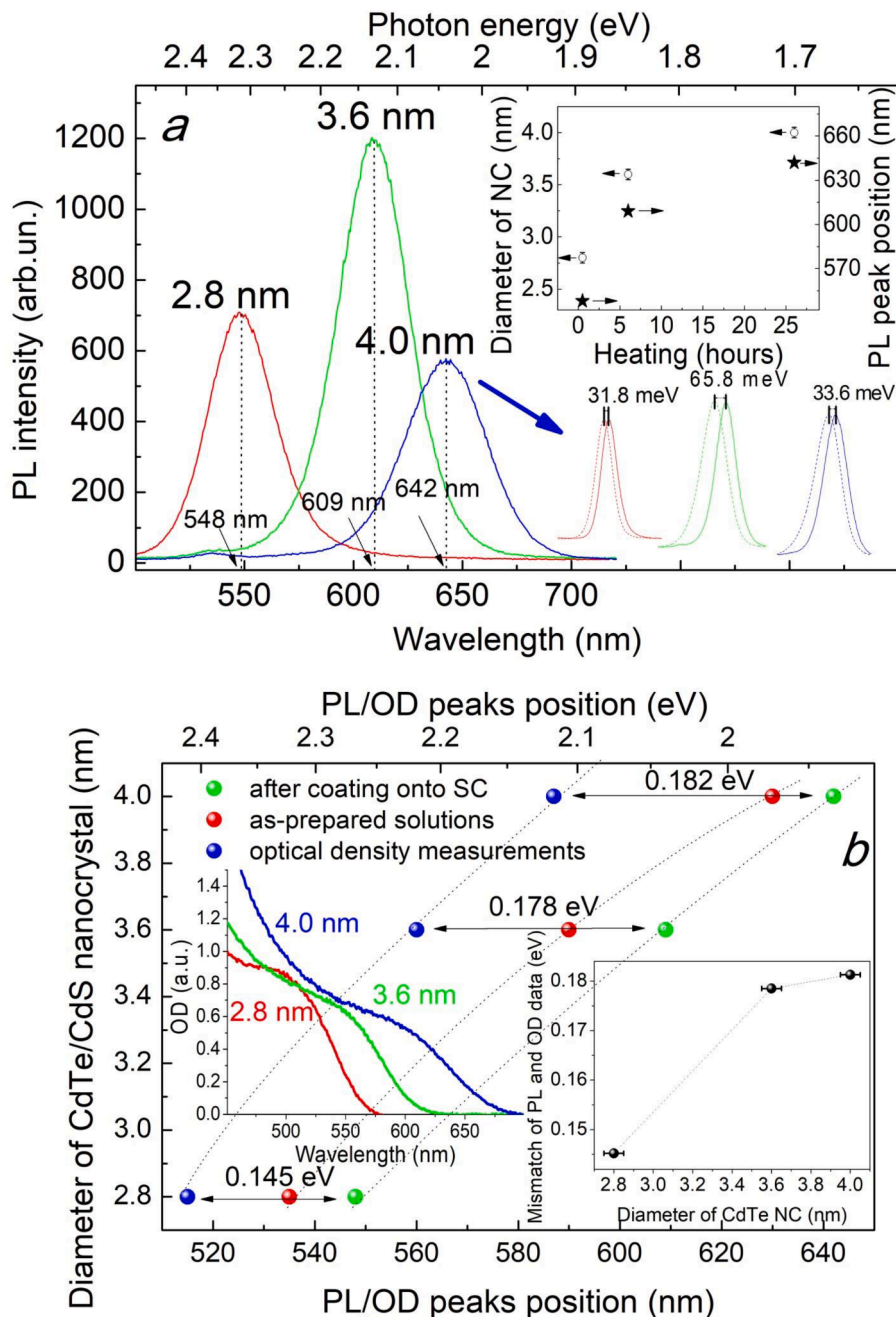 Photon energy (eV)
2.4 2.3 2.2 2.1 2 1.9 1.8 1.7
a
3.6 nm
2.8 nm
4.0 nm
548 nm
609 nm
642 nm
PL intensity (arb.un.)
1200
1000
800
600
400
200
0
550 600 650 700
Wavelength (nm)
Diameter of NC (nm)
4.0
3.5
3.0
2.5
0 5 10 15 20 25
Heating (hours)
PL peak position (nm)
660
630
600
570
31.8 meV
65.8 meV
33.6 meV
PL/OD peaks position (eV)
2.4 2.3 2.2 2.1 2
Diameter of CdTe/CdS nanocrystal (nm)
4.0
3.8
3.6
3.4
3.2
3.0
2.8
after coating onto SC
as-prepared solutions
optical density measurements
b
0.182 eV
0.178 eV
0.145 eV
OD (a.u.)
1.4
1.2
1.0
0.8
0.6
0.4
0.2
0.0
4.0 nm
3.6 nm
2.8 nm
500 550 600 650
Wavelength (nm)
Mismatch of PL and OD data (eV)
0.18
0.17
0.16
0.15
2.8 3.0 3.2 3.4 3.6 3.8 4.0
Diameter of CdTe NC (nm)
520 540 560 580 600 620 640
PL/OD peaks position (nm)